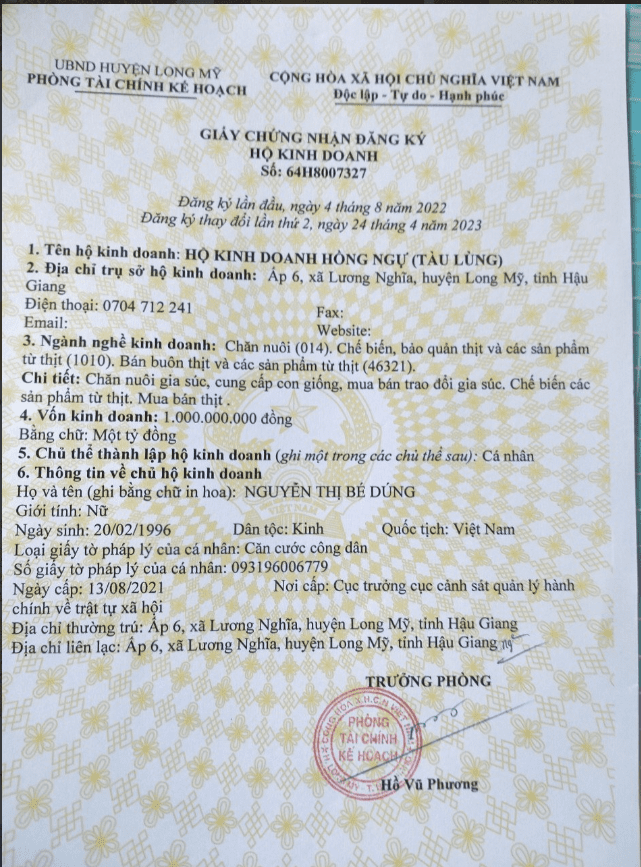 UBND HUYỆN LONG MỸ
PHÒNG TÀI CHÍNH KẾ HOẠCH
CỘNG HÒA XÃ HỘI CHỦ NGHĨA VIỆT NAM
Độc lập - Tự do - Hạnh phúc
GIẤY CHỨNG NHẬN ĐĂNG KÝ
HỘ KINH DOANH
Số: 64H8007327
Đăng ký lần đầu, ngày 4 tháng 8 năm 2022
Đăng ký thay đổi lần thứ 2, ngày 24 tháng 4 năm 2023
1. Tên hộ kinh doanh: HỘ KINH DOANH HỒNG NGỰ (TÀU LÙNG)
2. Địa chỉ trụ sở hộ kinh doanh: Ấp 6, xã Lương Nghĩa, huyện Long Mỹ, tỉnh Hậu
Giang
Điện thoại: 0704 712 241
Fax:
Email:
Website:
3. Ngành nghề kinh doanh: Chăn nuôi (014). Chế biến, bảo quản thịt và các sản phẩm
từ thịt (1010). Bán buôn thịt và các sản phẩm từ thịt (46321).
Chi tiết: Chăn nuôi gia súc, cung cấp con giống, mua bán trao đổi gia súc. Chế biến các
sản phẩm từ thịt. Mua bán thịt .
4. Vốn kinh doanh: 1.000.000.000 đồng
Bằng chữ: Một tỷ đồng
5. Chủ thể thành lập hộ kinh doanh (ghi một trong các chủ thể sau): Cá nhân
6. Thông tin về chủ hộ kinh doanh
Họ và tên (ghi bằng chữ in hoa): NGUYỄN THỊ BÉ DÚNG
Giới tính: Nữ
Ngày sinh: 20/02/1996 Dân tộc: Kinh Quốc tịch: Việt Nam
Loại giấy tờ pháp lý của cá nhân: Căn cước công dân
Số giấy tờ pháp lý của cá nhân: 093196006779
Ngày cấp: 13/08/2021 Nơi cấp: Cục trưởng cục cảnh sát quản lý hành
chính về trật tự xã hội
Địa chỉ thường trú: Ấp 6, xã Lương Nghĩa, huyện Long Mỹ, tỉnh Hậu Giang
Địa chỉ liên lạc: Ấp 6, xã Lương Nghĩa, huyện Long Mỹ, tỉnh Hậu Giang
TRƯỞNG PHÒNG
PHÒNG
TÀI CHÍNH
KẾ HOẠCH
Hồ Vũ Phương